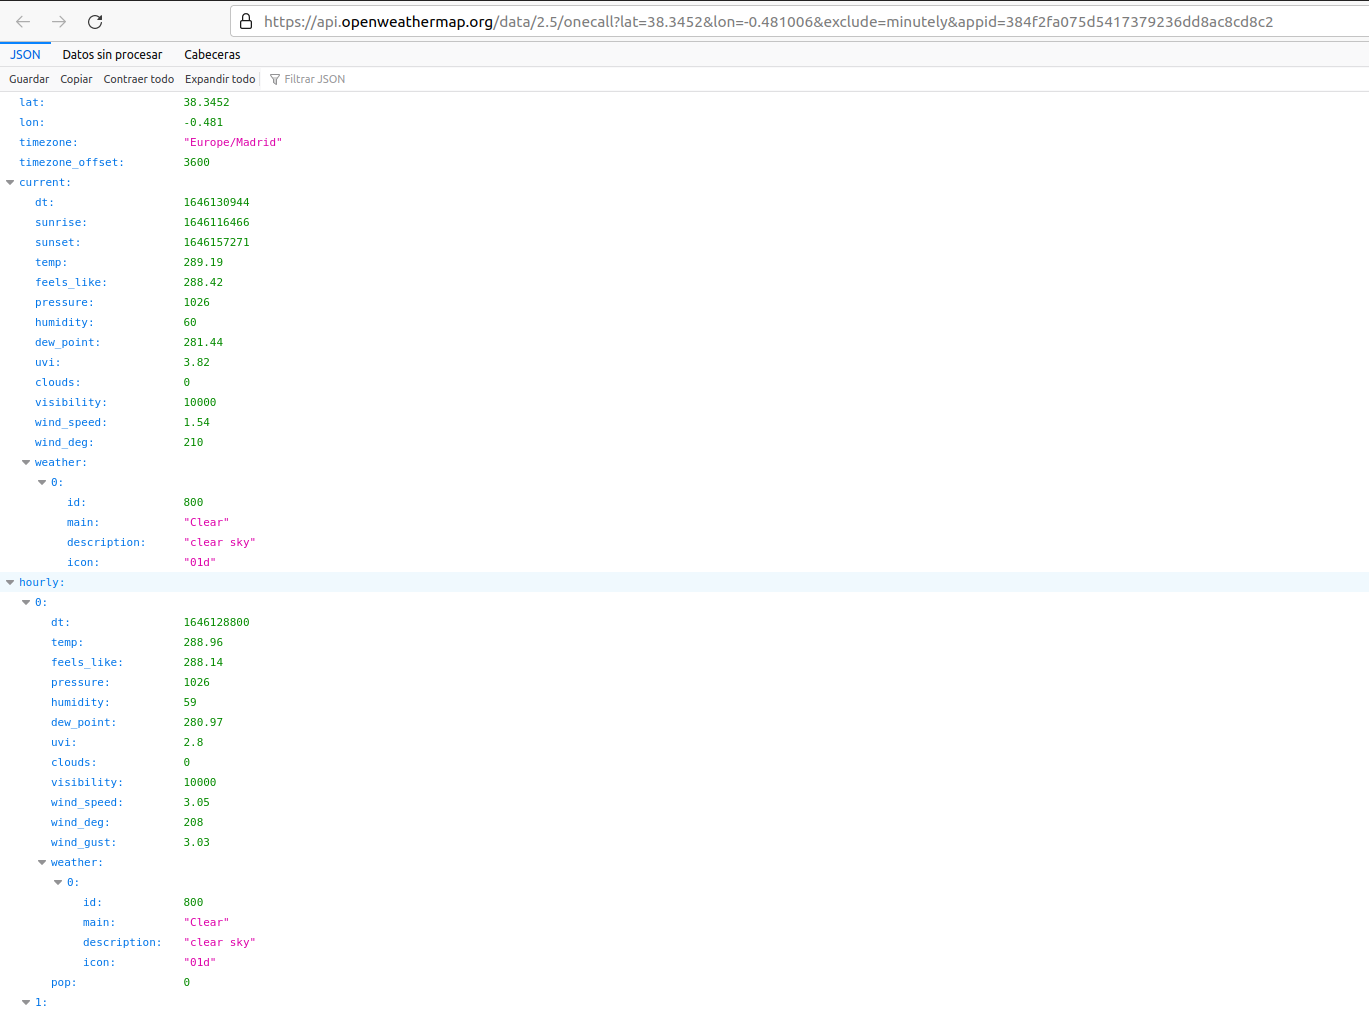 https://api.openweathermap.org/data/2.5/onecall?lat=38.3452&lon=-0.481006&exclude=minutely&appid=384f2fa075d5417379236dd8ac8cd8c2
JSON Datos sin procesar Cabeceras
Guardar Copiar Contraer todo Expandir todo Filtrar JSON
lat: 38.3452
lon: -0.481
timezone: "Europe/Madrid"
timezone_offset: 3600
current:
dt: 1646130944
sunrise: 1646116466
sunset: 1646157271
temp: 289.19
feels_like: 288.42
pressure: 1026
humidity: 60
dew_point: 281.44
uvi: 3.82
clouds: 0
visibility: 10000
wind_speed: 1.54
wind_deg: 210
weather:
0:
id: 800
main: "Clear"
description: "clear sky"
icon: "01d"
hourly:
0:
dt: 1646128800
temp: 288.96
feels_like: 288.14
pressure: 1026
humidity: 59
dew_point: 280.97
uvi: 2.8
clouds: 0
visibility: 10000
wind_speed: 3.05
wind_deg: 208
wind_gust: 3.03
weather:
0:
id: 800
main: "Clear"
description: "clear sky"
icon: "01d"
pop: 0
1: